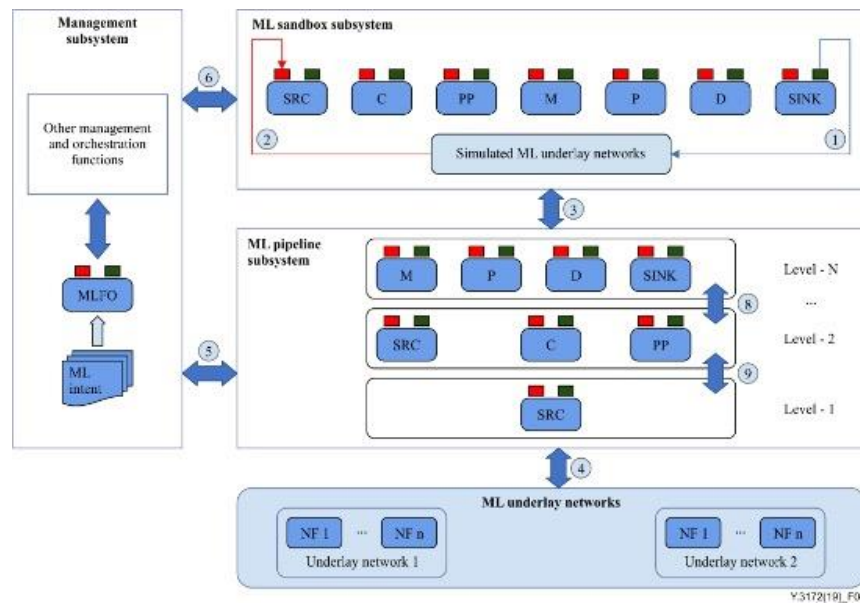 Management
subsystem
ML sandbox subsystem
6
SRC
C
PP
M
P
D
SINK
Other management
and orchestration
functions
2
Simulated ML underlay networks
1
3
ML pipeline
subsystem
M
P
D
SINK
Level - N
MLFO
8
...
SRC
C
PP
Level - 2
5
ML
intent
9
SRC
Level - 1
4
ML underlay networks
NF 1
...
NF n
Underlay network 1
NF 1
...
NF n
Underlay network 2
Y.3172(19)_F0